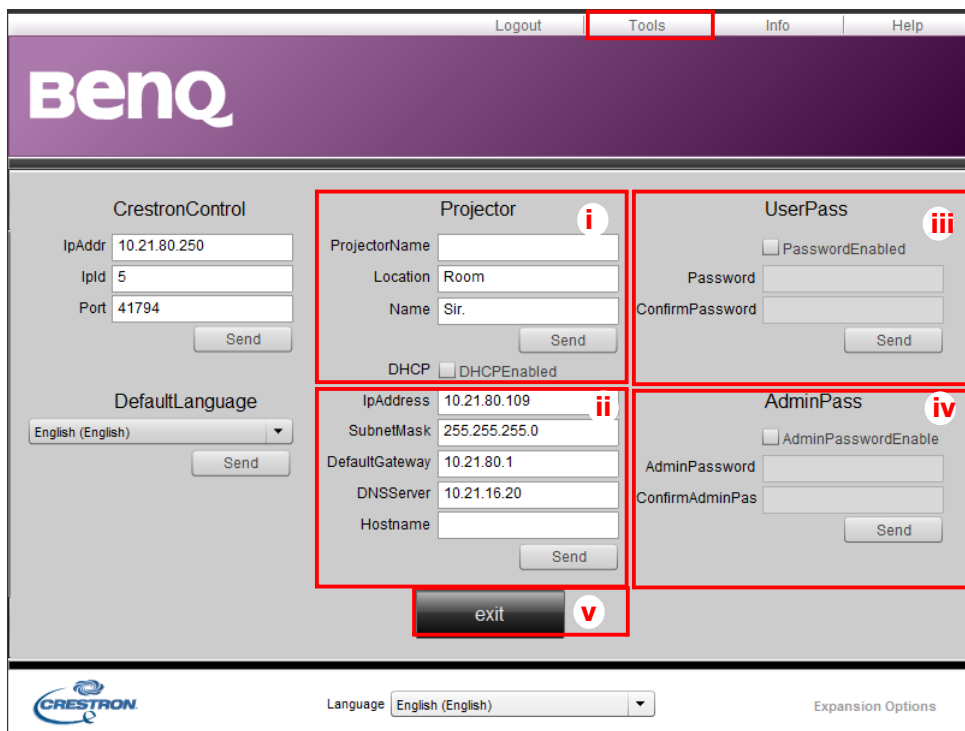 Logout Tools Info Help
BenQ
CrestronControl
IpAddr 10.21.80.250
IpId 5
Port 41794
Send
DefaultLanguage
English (English)
Send
Projector
i
ProjectorName
Location Room
Name Sir.
Send
DHCP DHCPEnabled
ii
IpAddress 10.21.80.109
SubnetMask 255.255.255.0
DefaultGateway 10.21.80.1
DNSServer 10.21.16.20
Hostname
Send
UserPass
iii
PasswordEnabled
Password
ConfirmPassword
Send
AdminPass
iv
AdminPasswordEnable
AdminPassword
ConfirmAdminPas
Send
exit
v
CRESTRON
Language English (English)
Expansion Options